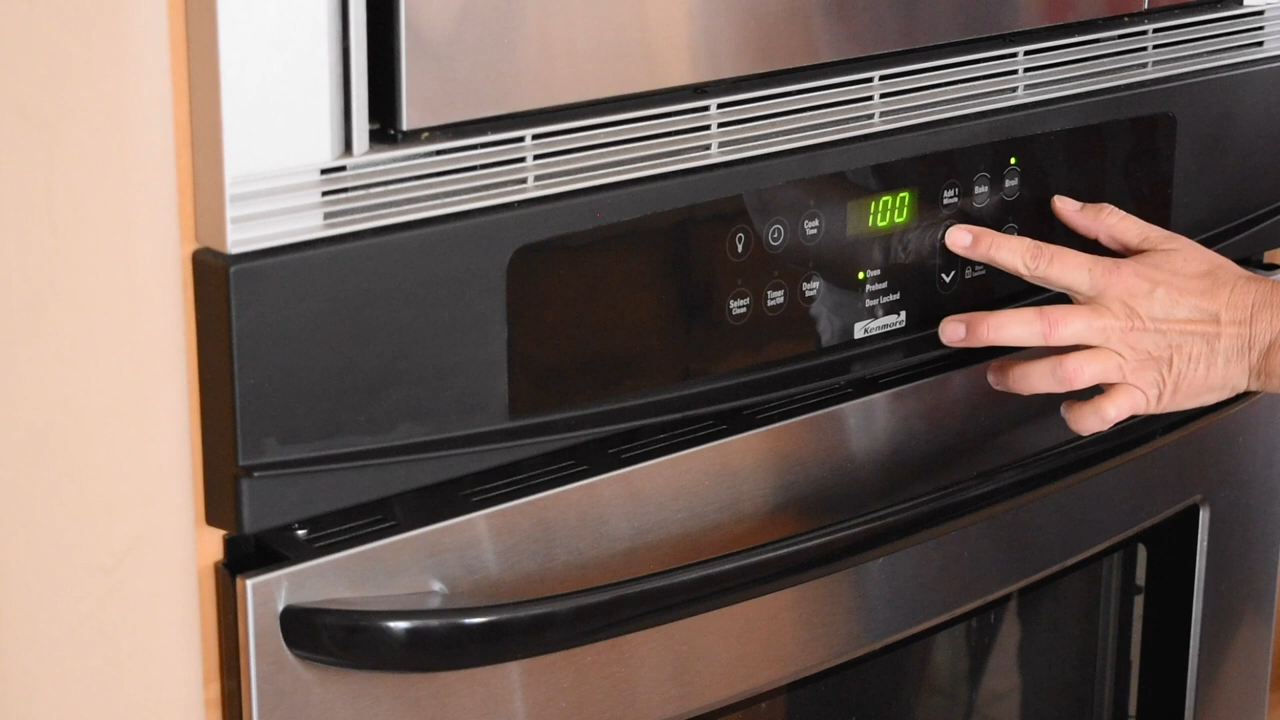 Cook
Time
100
Add 1
Minute
Bake
Broil
Select
Clean
Timer
Set/Off
Delay
Start
Oven
Preheat
Door Locked
Kenmore